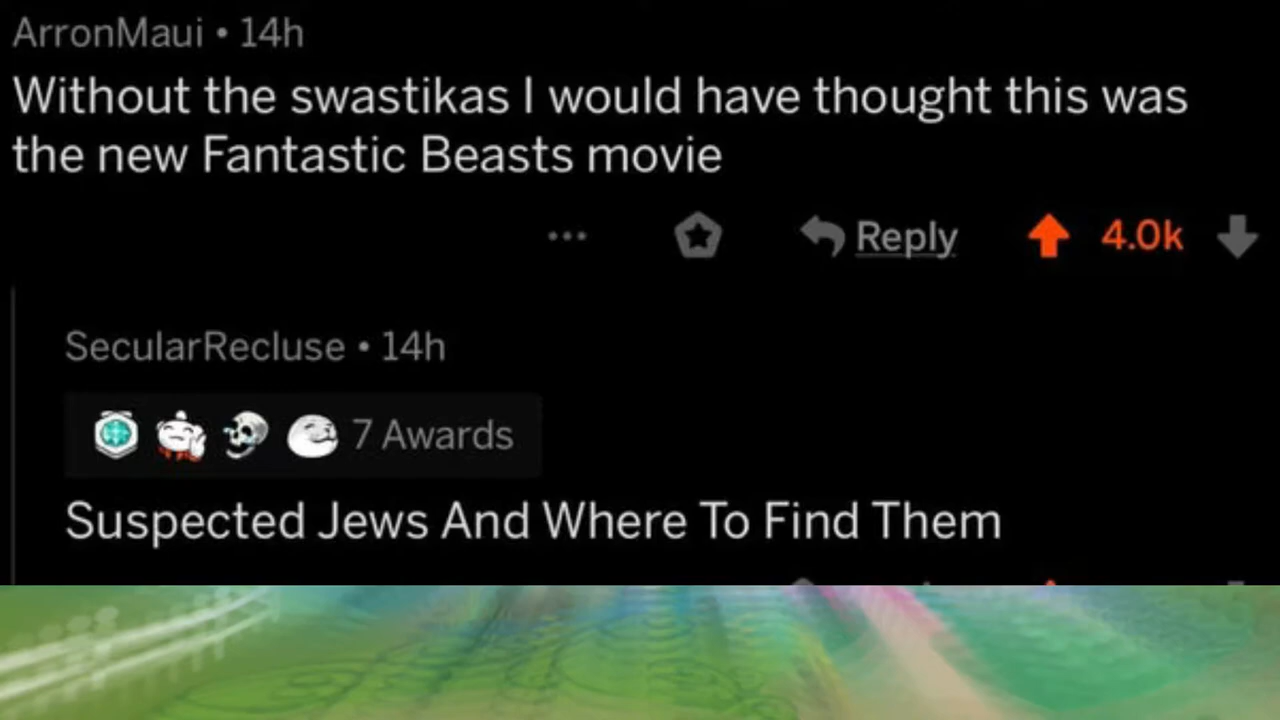 ArronMaui • 14h
Without the swastikas I would have thought this was
the new Fantastic Beasts movie
Reply 4.0k
SecularRecluse • 14h
7 Awards
Suspected Jews And Where To Find Them